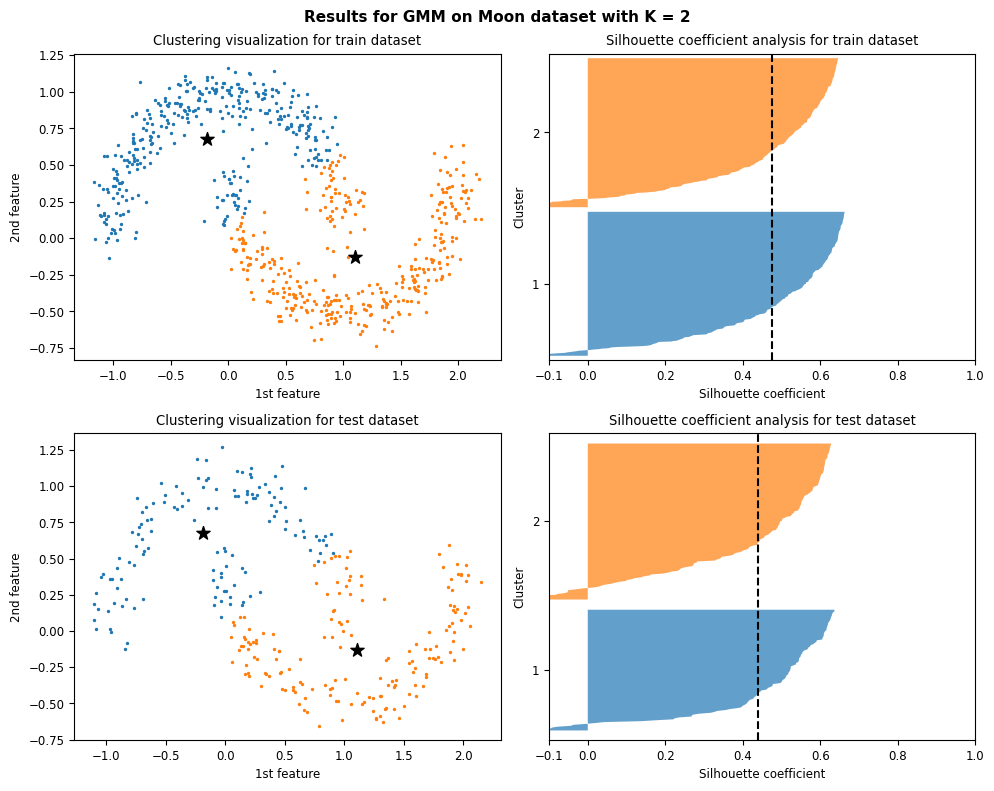 Results for GMM on Moon dataset with K = 2
Clustering visualization for train dataset
1.25
1.00
0.75
0.50
0.25
0.00
−0.25
−0.50
−0.75
2nd feature
−1.0 −0.5 0.0 0.5 1.0 1.5 2.0
1st feature
Silhouette coefficient analysis for train dataset
2
1
Cluster
−0.1 0.0 0.2 0.4 0.6 0.8 1.0
Silhouette coefficient
Clustering visualization for test dataset
1.25
1.00
0.75
0.50
0.25
0.00
−0.25
−0.50
−0.75
2nd feature
−1.0 −0.5 0.0 0.5 1.0 1.5 2.0
1st feature
Silhouette coefficient analysis for test dataset
2
1
Cluster
−0.1 0.0 0.2 0.4 0.6 0.8 1.0
Silhouette coefficient